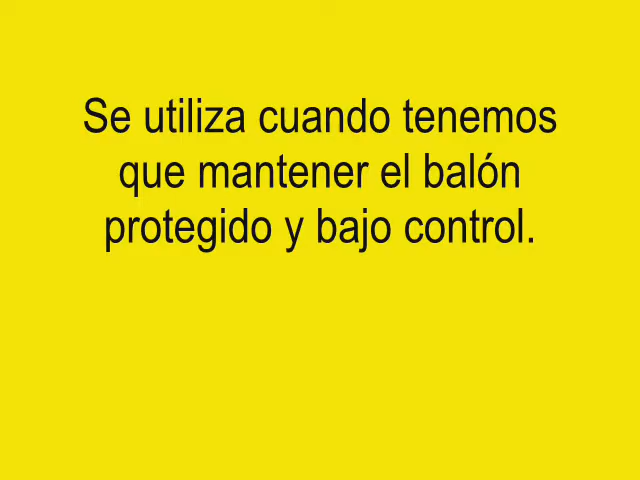 Se utiliza cuando tenemos
que mantener el balón
protegido y bajo control.